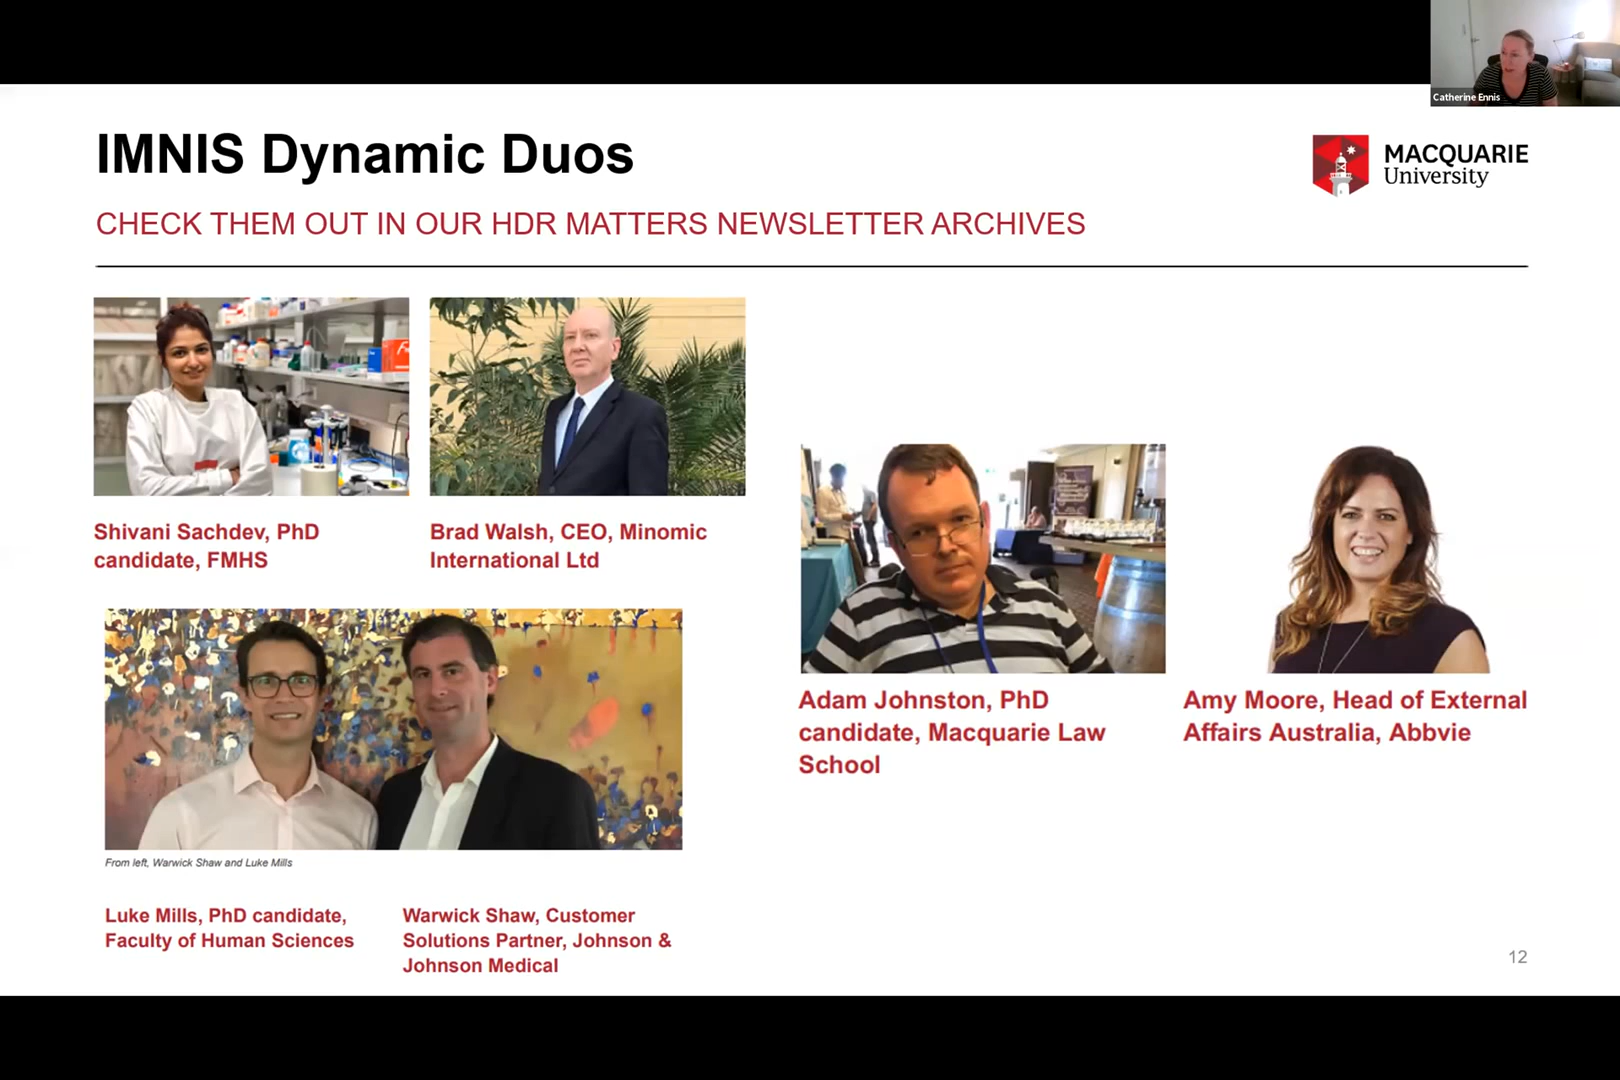 Catherine Ennis
IMNIS Dynamic Duos
MACQUARIE
University
CHECK THEM OUT IN OUR HDR MATTERS NEWSLETTER ARCHIVES
Shivani Sachdev, PhD
candidate, FMHS
Brad Walsh, CEO, Minomic
International Ltd
Adam Johnston, PhD
candidate, Macquarie Law
School
Amy Moore, Head of External
Affairs Australia, Abbvie
From left, Warwick Shaw and Luke Mills
Luke Mills, PhD candidate,
Faculty of Human Sciences
Warwick Shaw, Customer
Solutions Partner, Johnson &
Johnson Medical
12